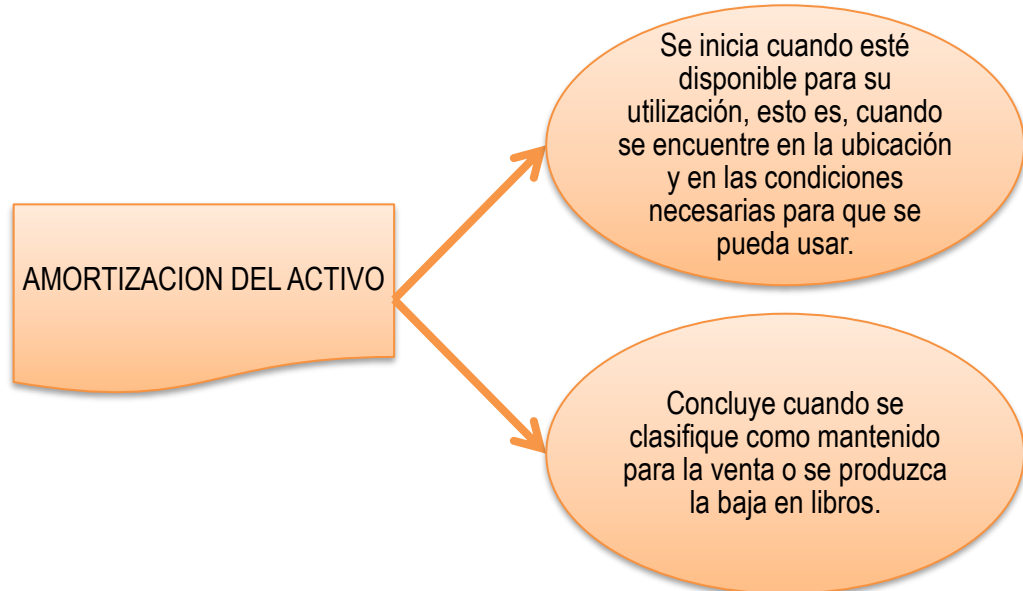 Se inicia cuando esté
disponible para su
utilización, esto es, cuando
se encuentre en la ubicación
y en las condiciones
necesarias para que se
pueda usar.
AMORTIZACION DEL ACTIVO
Concluye cuando se
clasifique como mantenido
para la venta o se produzca
la baja en libros.